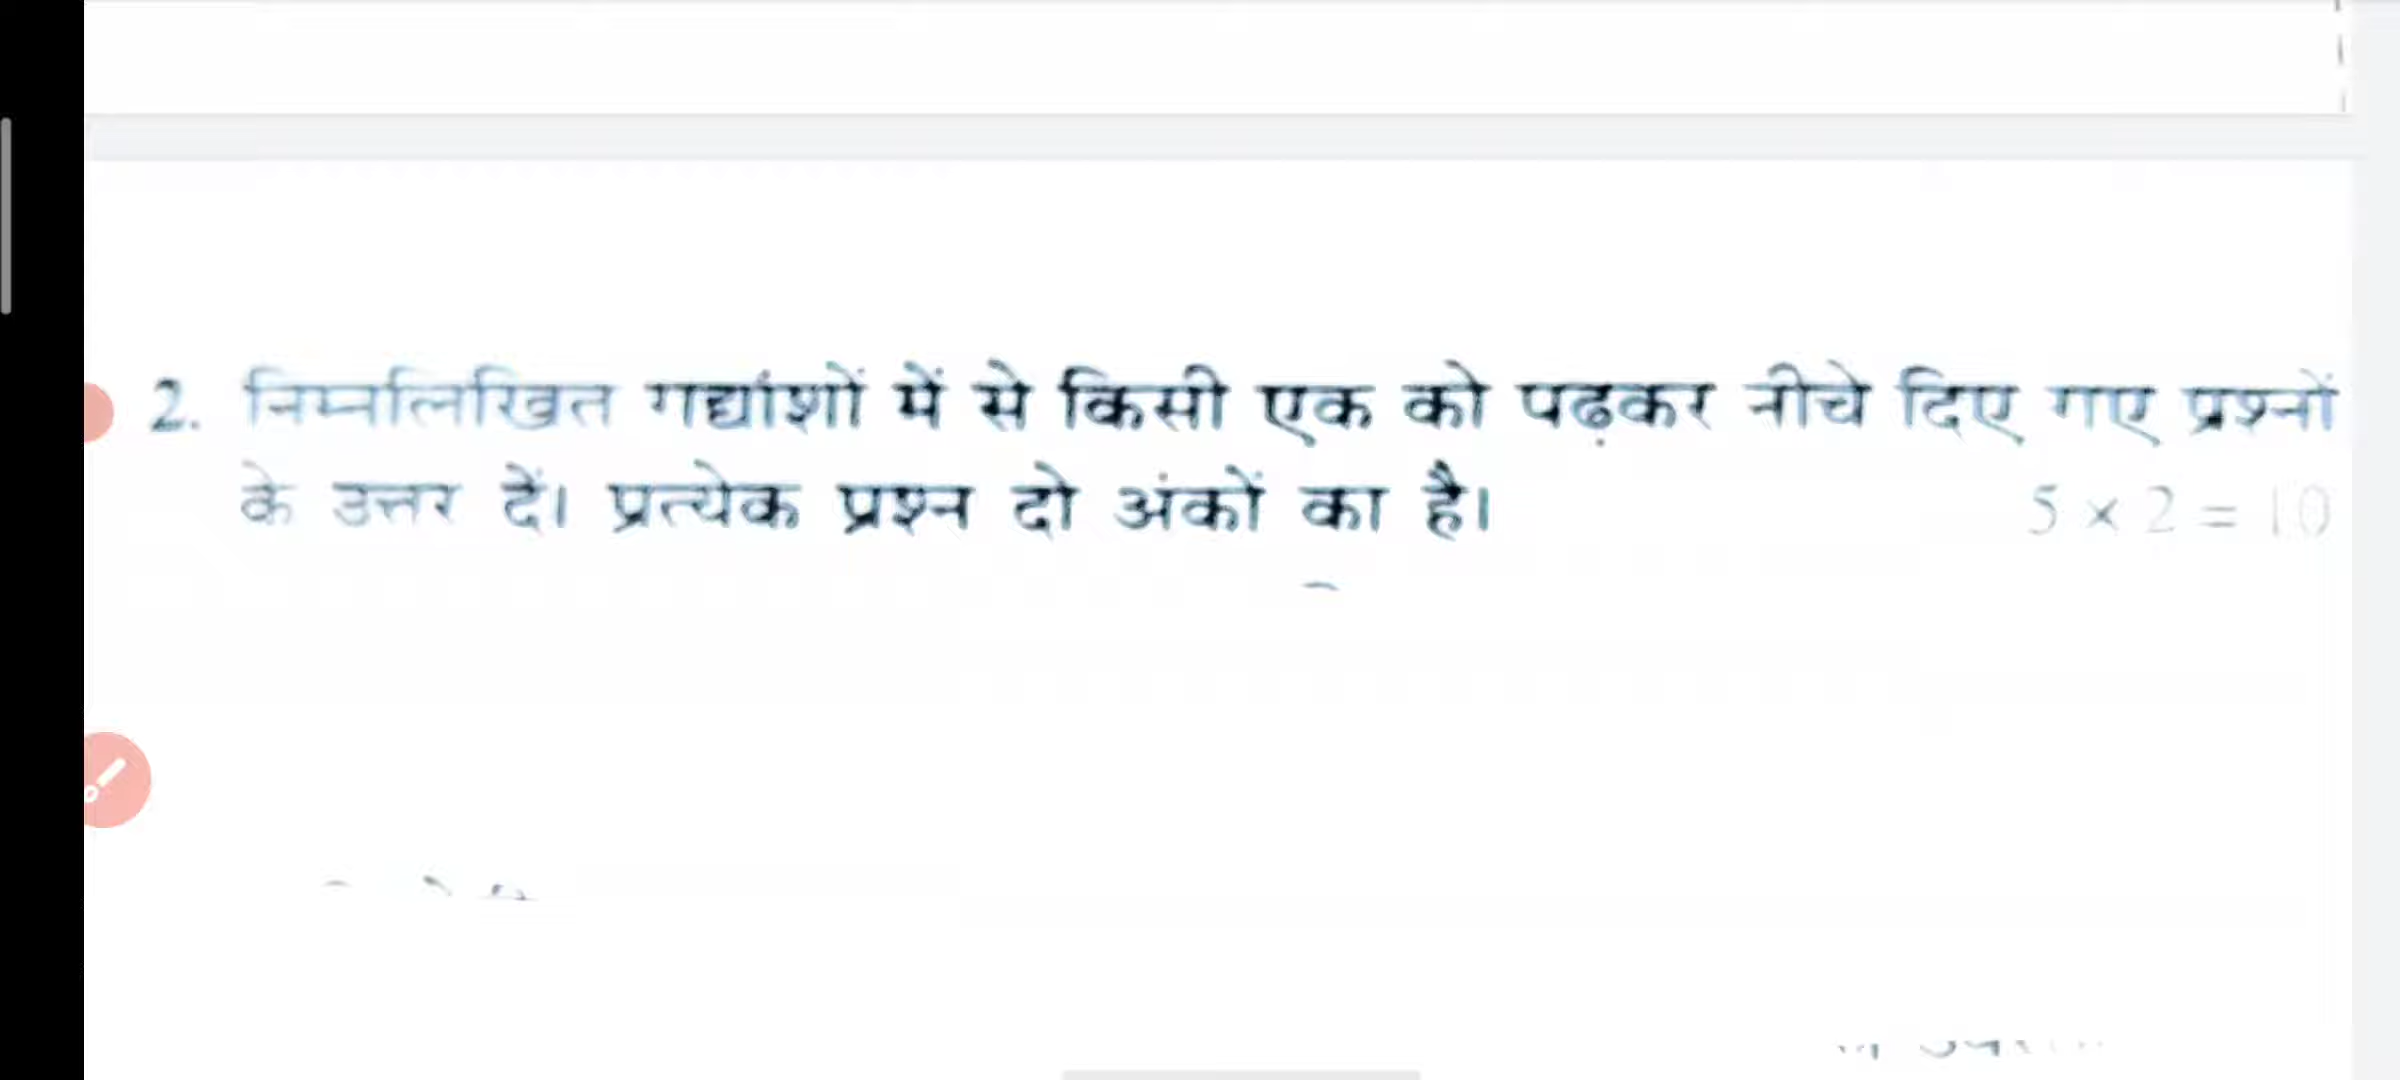 2. निम्नलिखित गद्यांशों में से किसी एक को पढ़कर नीचे दिए गए प्रश्नों
के उत्तर दें। प्रत्येक प्रश्न दो अंकों का है। 5 × 2 = 10